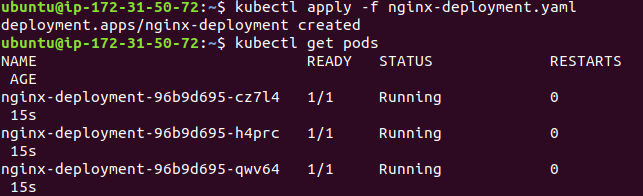 ubuntu@ip-172-31-50-72:~$ kubectl apply -f nginx-deployment.yaml
deployment.apps/nginx-deployment created
ubuntu@ip-172-31-50-72:~$ kubectl get pods
NAME                               READY   STATUS    RESTARTS
 AGE
nginx-deployment-96b9d695-cz7l4   1/1     Running   0
 15s
nginx-deployment-96b9d695-h4prc   1/1     Running   0
 15s
nginx-deployment-96b9d695-qwv64   1/1     Running   0
 15s